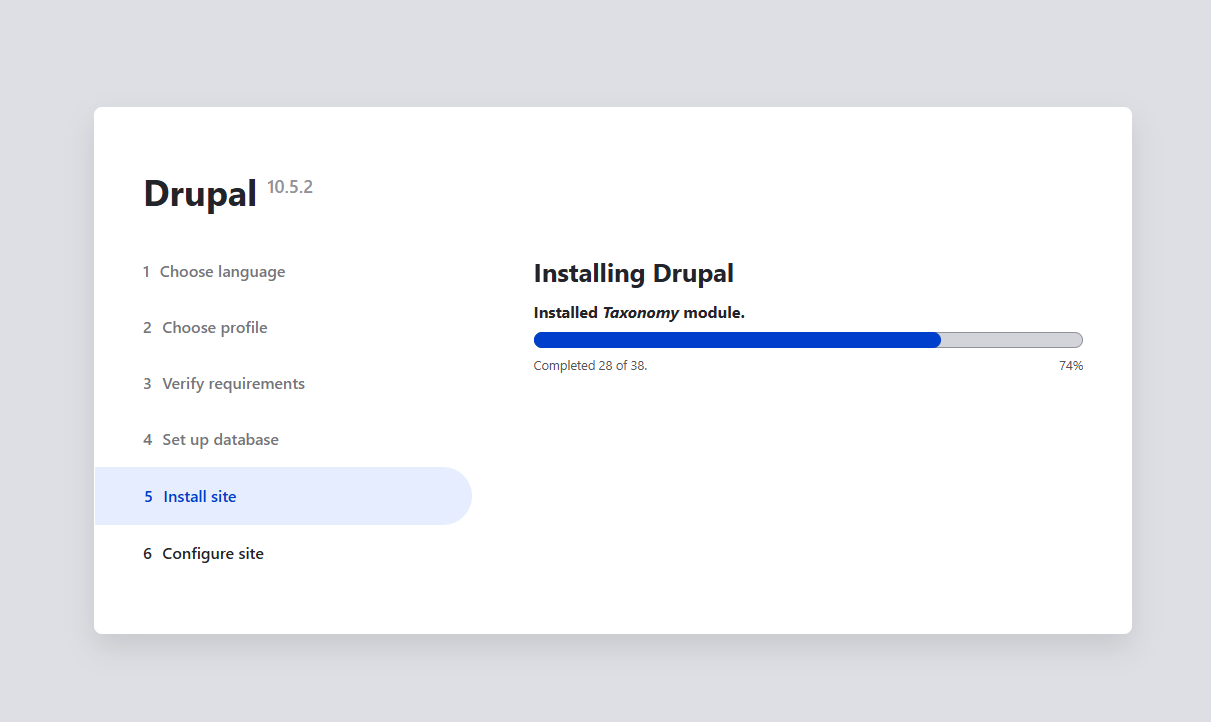 Drupal 10.5.2
1 Choose language
2 Choose profile
3 Verify requirements
4 Set up database
5 Install site
6 Configure site
Installing Drupal
Installed Taxonomy module.
Completed 28 of 38.
74%